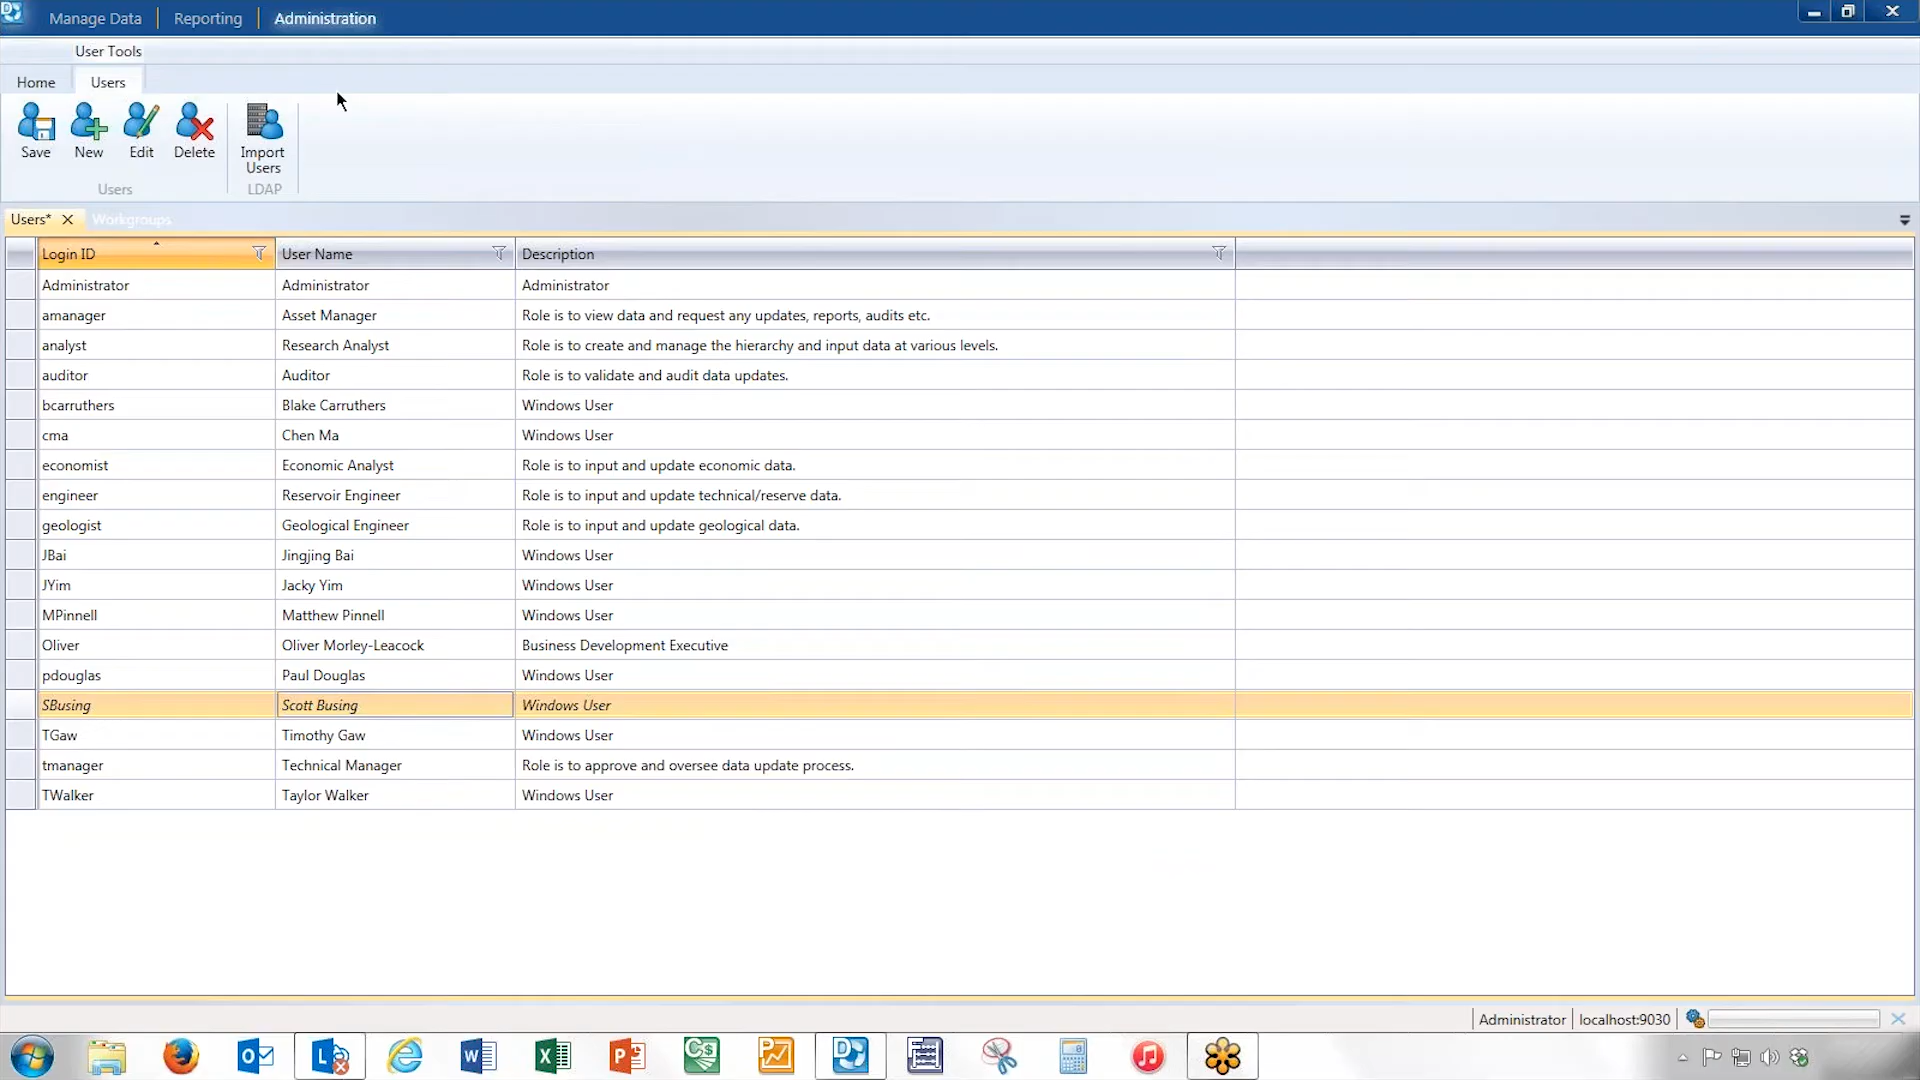 Manage Data Reporting Administration
User Tools
Home Users
Save New Edit Delete Import Users
Users LDAP
Users* Workgroups
Login ID User Name Description
Administrator Administrator Administrator
amanager Asset Manager Role is to view data and request any updates, reports, audits etc.
analyst Research Analyst Role is to create and manage the hierarchy and input data at various levels.
auditor Auditor Role is to validate and audit data updates.
bcarruthers Blake Carruthers Windows User
cma Chen Ma Windows User
economist Economic Analyst Role is to input and update economic data.
engineer Reservoir Engineer Role is to input and update technical/reserve data.
geologist Geological Engineer Role is to input and update geological data.
JBai Jingjing Bai Windows User
JYim Jacky Yim Windows User
MPinnell Matthew Pinnell Windows User
Oliver Oliver Morley-Leacock Business Development Executive
pdouglas Paul Douglas Windows User
SBusing Scott Busing Windows User
TGaw Timothy Gaw Windows User
tmanager Technical Manager Role is to approve and oversee data update process.
TWalker Taylor Walker Windows User
Administrator localhost:9030